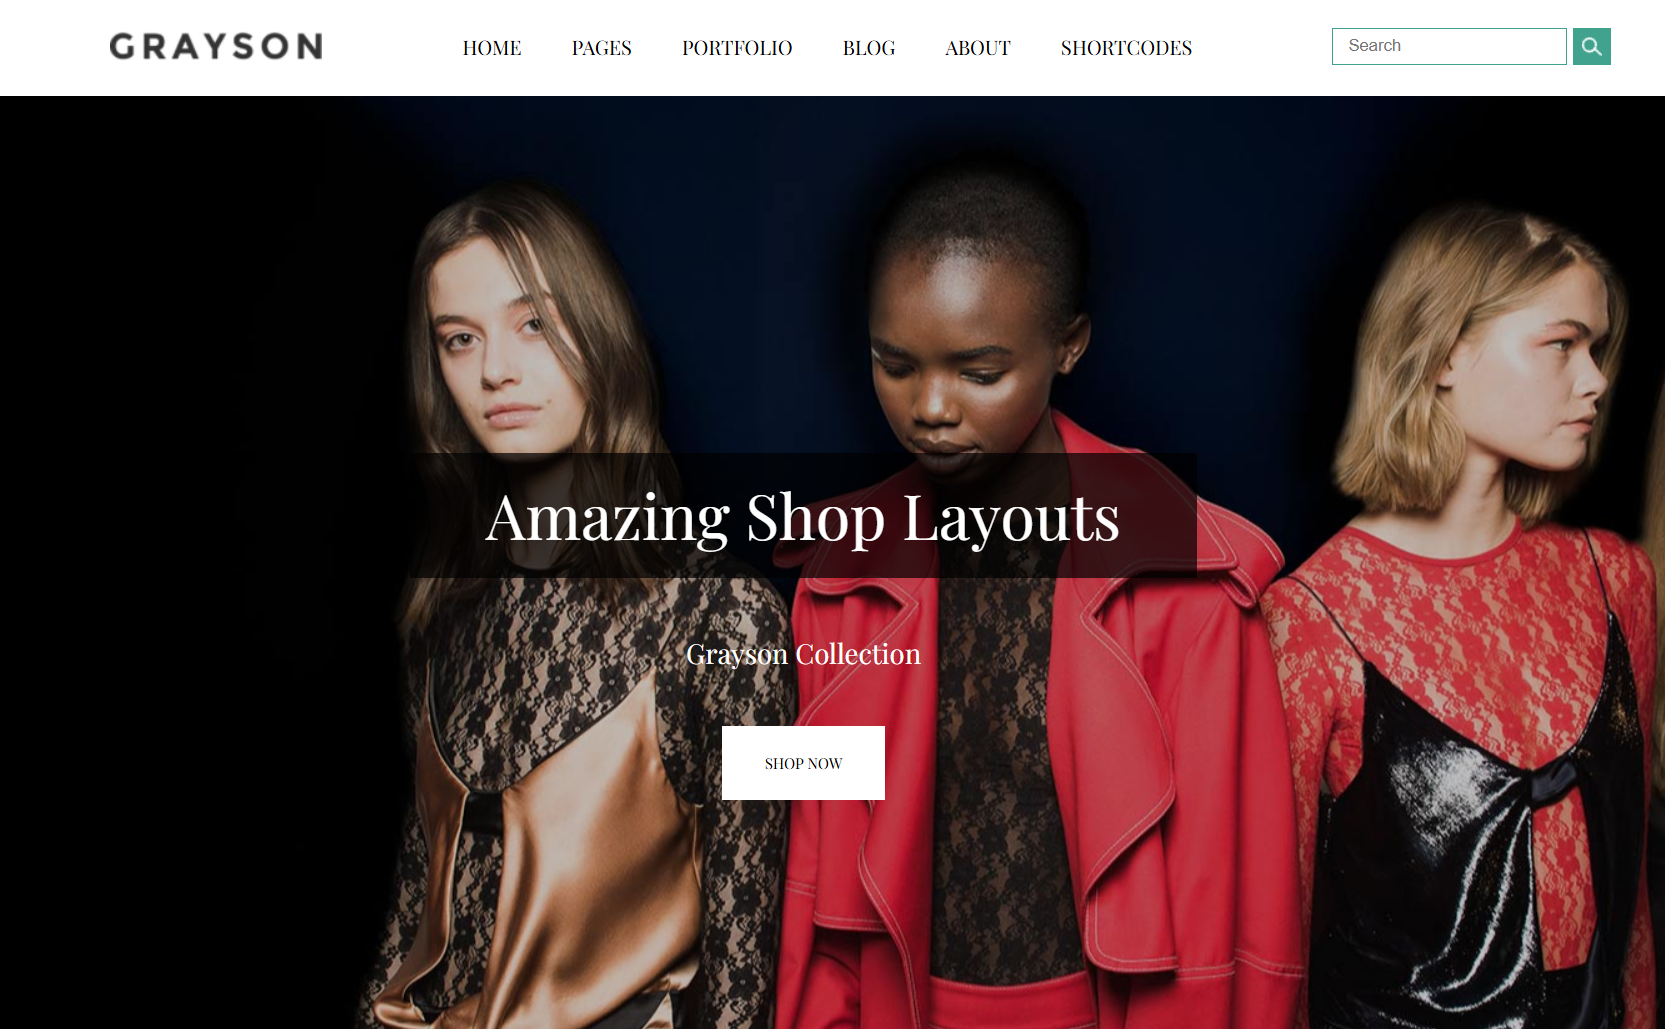 GRAYSON
HOME PAGES PORTFOLIO BLOG ABOUT SHORTCODES
Search
Amazing Shop Layouts
Grayson Collection
SHOP NOW